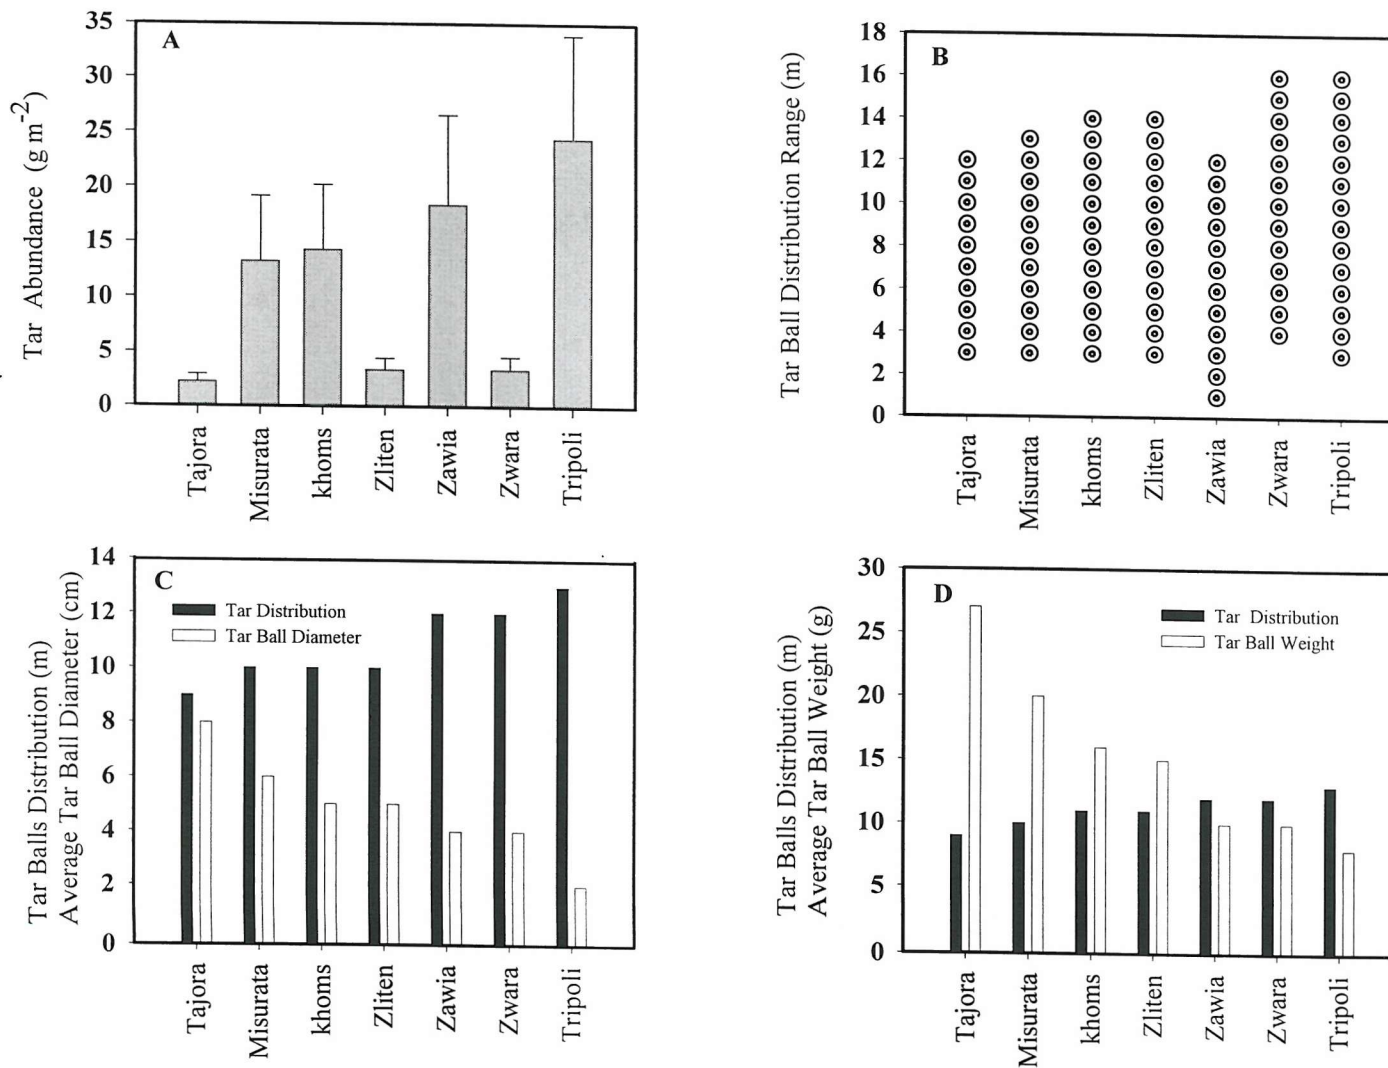 A
Tar Abundance (g m-2)
35
30
25
20
15
10
5
0
Tajora
Misurata
khoms
Zliten
Zawia
Zwara
Tripoli
B
Tar Ball Distribution Range (m)
18
16
14
12
10
8
6
4
2
0
Tajora
Misurata
khoms
Zliten
Zawia
Zwara
Tripoli
C
Tar Balls Distribution (m)
Average Tar Ball Diameter (cm)
14
12
10
8
6
4
2
0
Tar Distribution
Tar Ball Diameter
Tajora
Misurata
khoms
Zliten
Zawia
Zwara
Tripoli
D
Tar Balls Distribution (m)
Average Tar Ball Weight (g)
30
25
20
15
10
5
0
Tar Distribution
Tar Ball Weight
Tajora
Misurata
khoms
Zliten
Zawia
Zwara
Tripoli